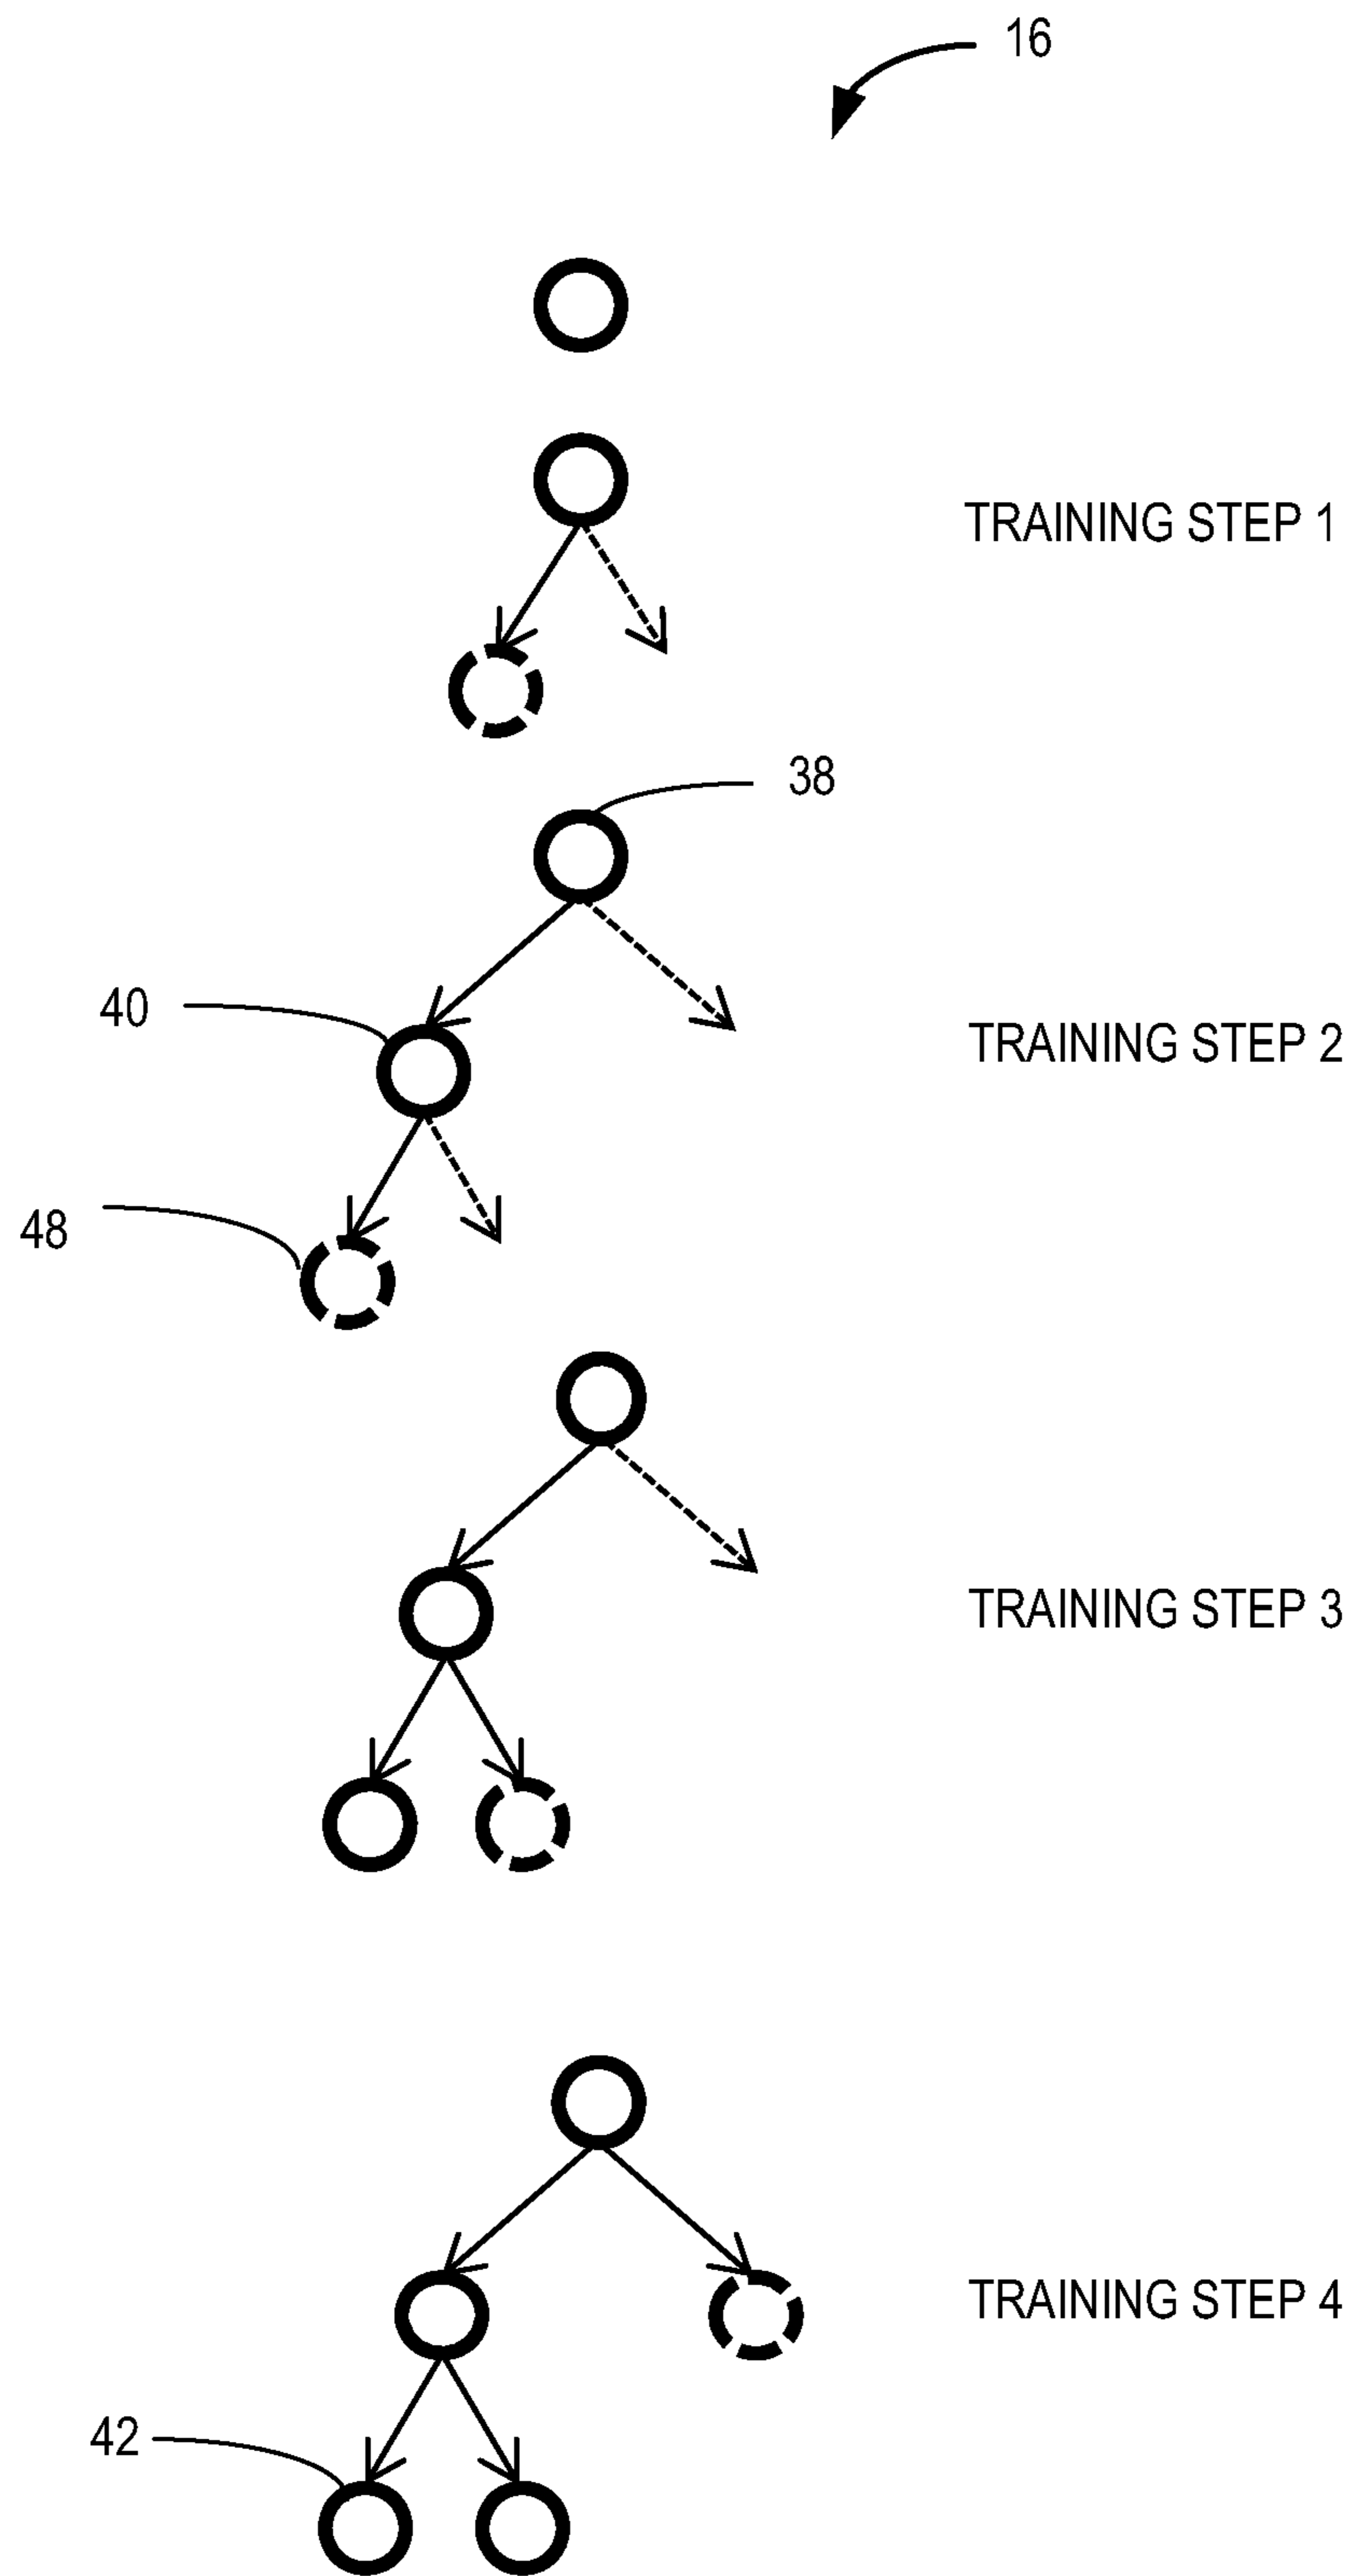 16
TRAINING STEP 1
38
40
TRAINING STEP 2
48
TRAINING STEP 3
TRAINING STEP 4
42